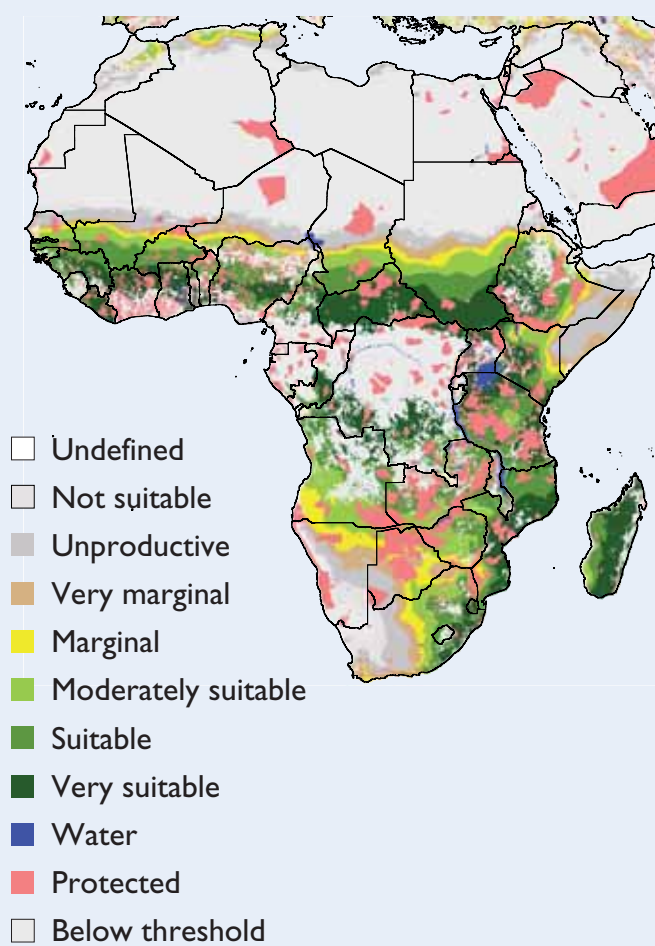 Undefined
Not suitable
Unproductive
Very marginal
Marginal
Moderately suitable
Suitable
Very suitable
Water
Protected
Below threshold